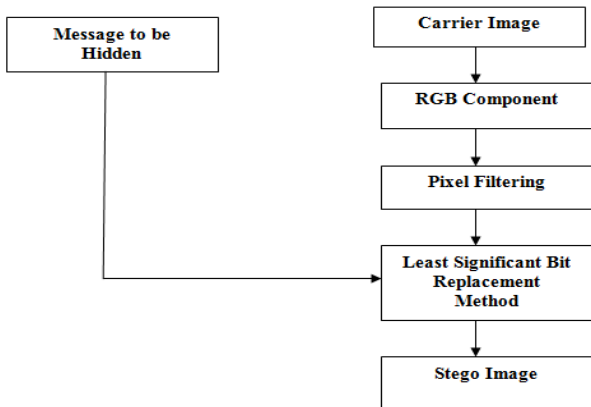 Message to be
Hidden
Carrier Image
RGB Component
Pixel Filtering
Least Significant Bit
Replacement
Method
Stego Image